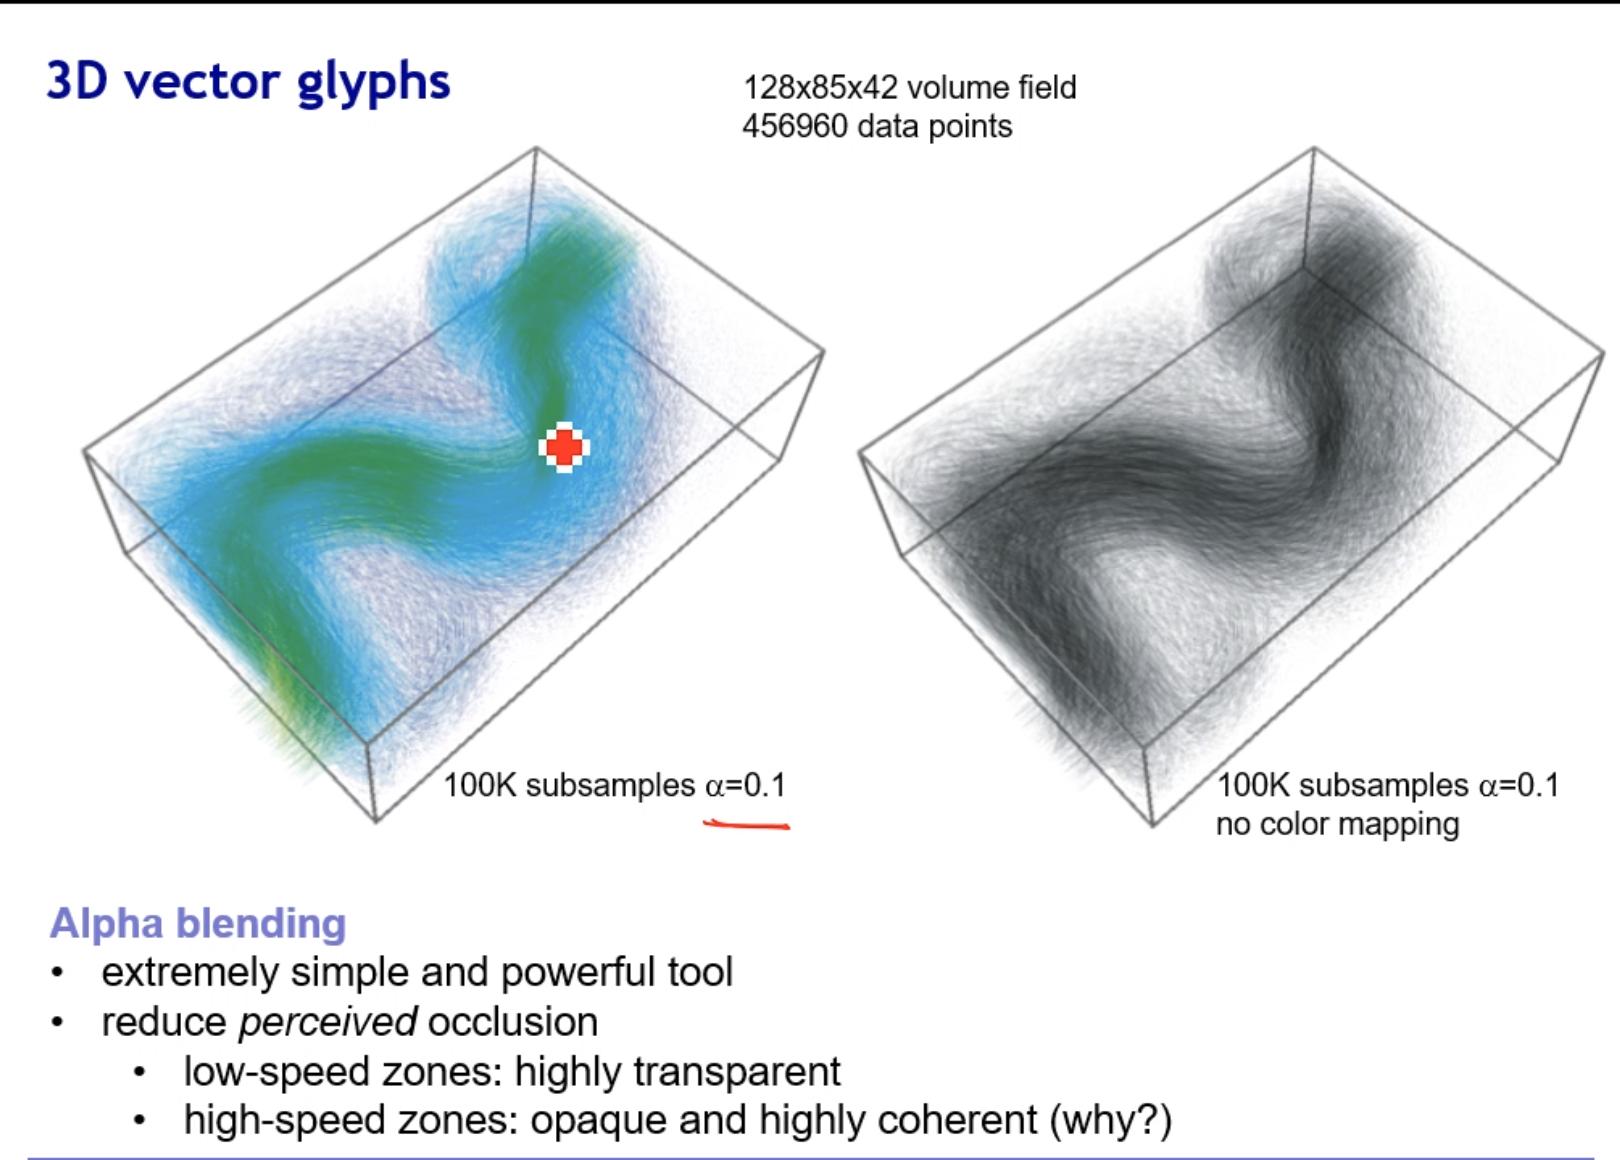 3D vector glyphs
128x85x42 volume field
456960 data points
100K subsamples α=0.1
100K subsamples α=0.1
no color mapping
Alpha blending
• extremely simple and powerful tool
• reduce perceived occlusion
• low-speed zones: highly transparent
• high-speed zones: opaque and highly coherent (why?)